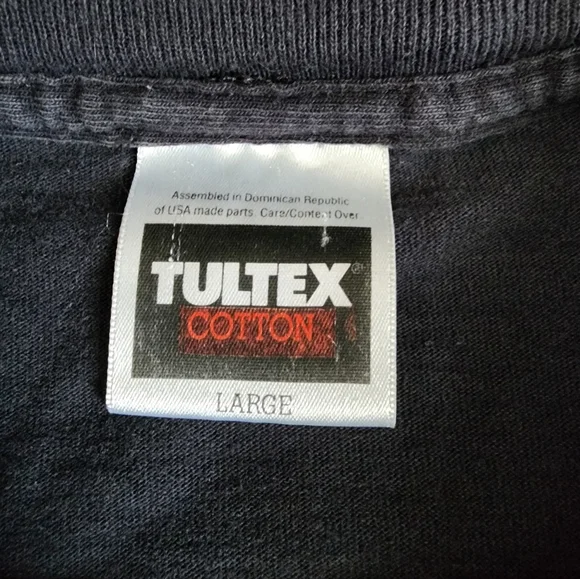 Assembled in Dominican Republic
of USA made parts. Care/Content Over.
TULTEX®
COTTON
LARGE